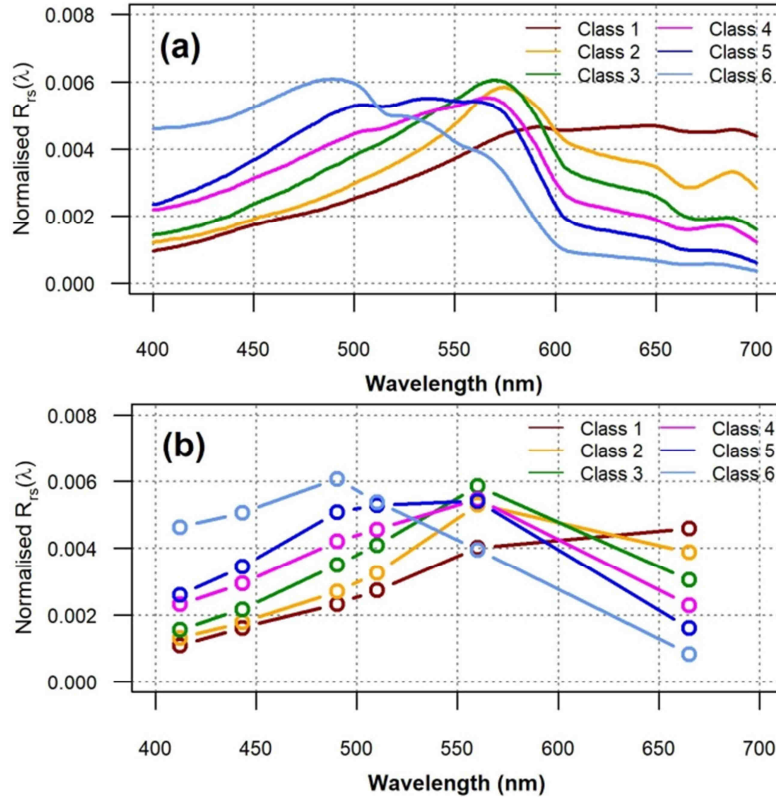 (a)
Class 1 Class 4
Class 2 Class 5
Class 3 Class 6
Normalised Rrs(λ)
0.008
0.006
0.004
0.002
0.000
400 450 500 550 600 650 700
Wavelength (nm)
(b)
Class 1 Class 4
Class 2 Class 5
Class 3 Class 6
Normalised Rrs(λ)
0.008
0.006
0.004
0.002
0.000
400 450 500 550 600 650 700
Wavelength (nm)